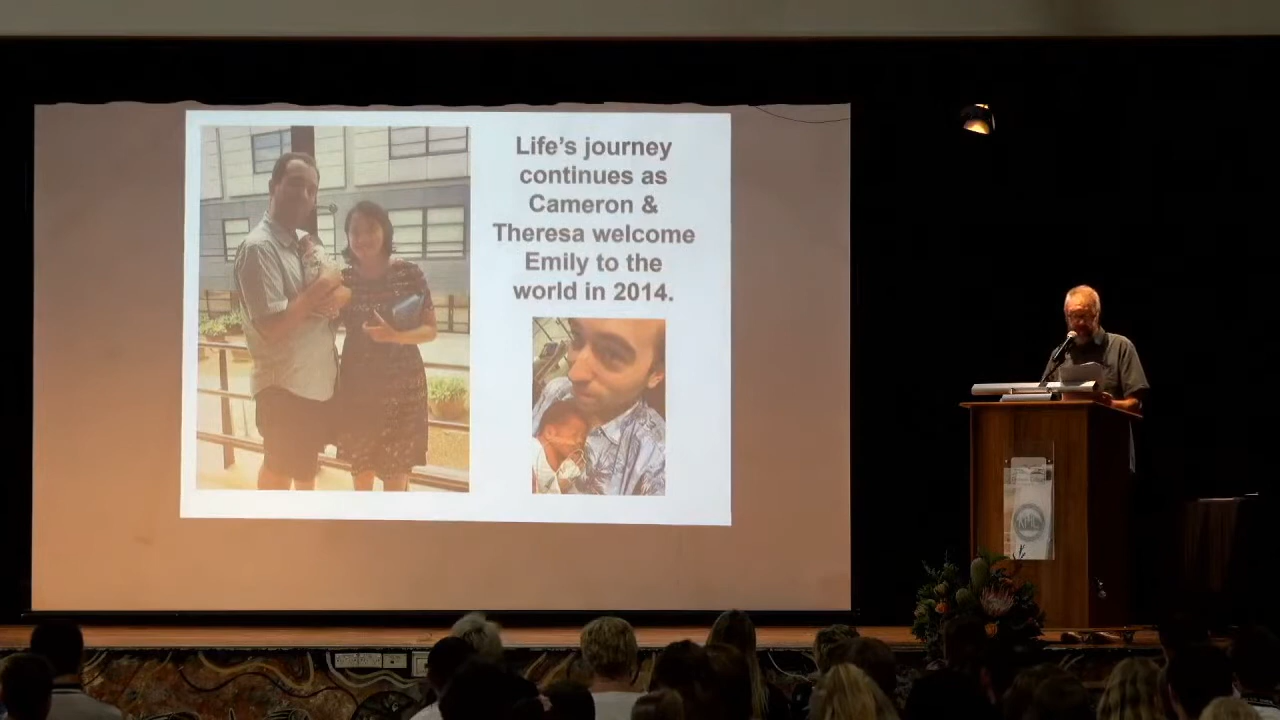 Life's journey
continues as
Cameron &
Theresa welcome
Emily to the
world in 2014.